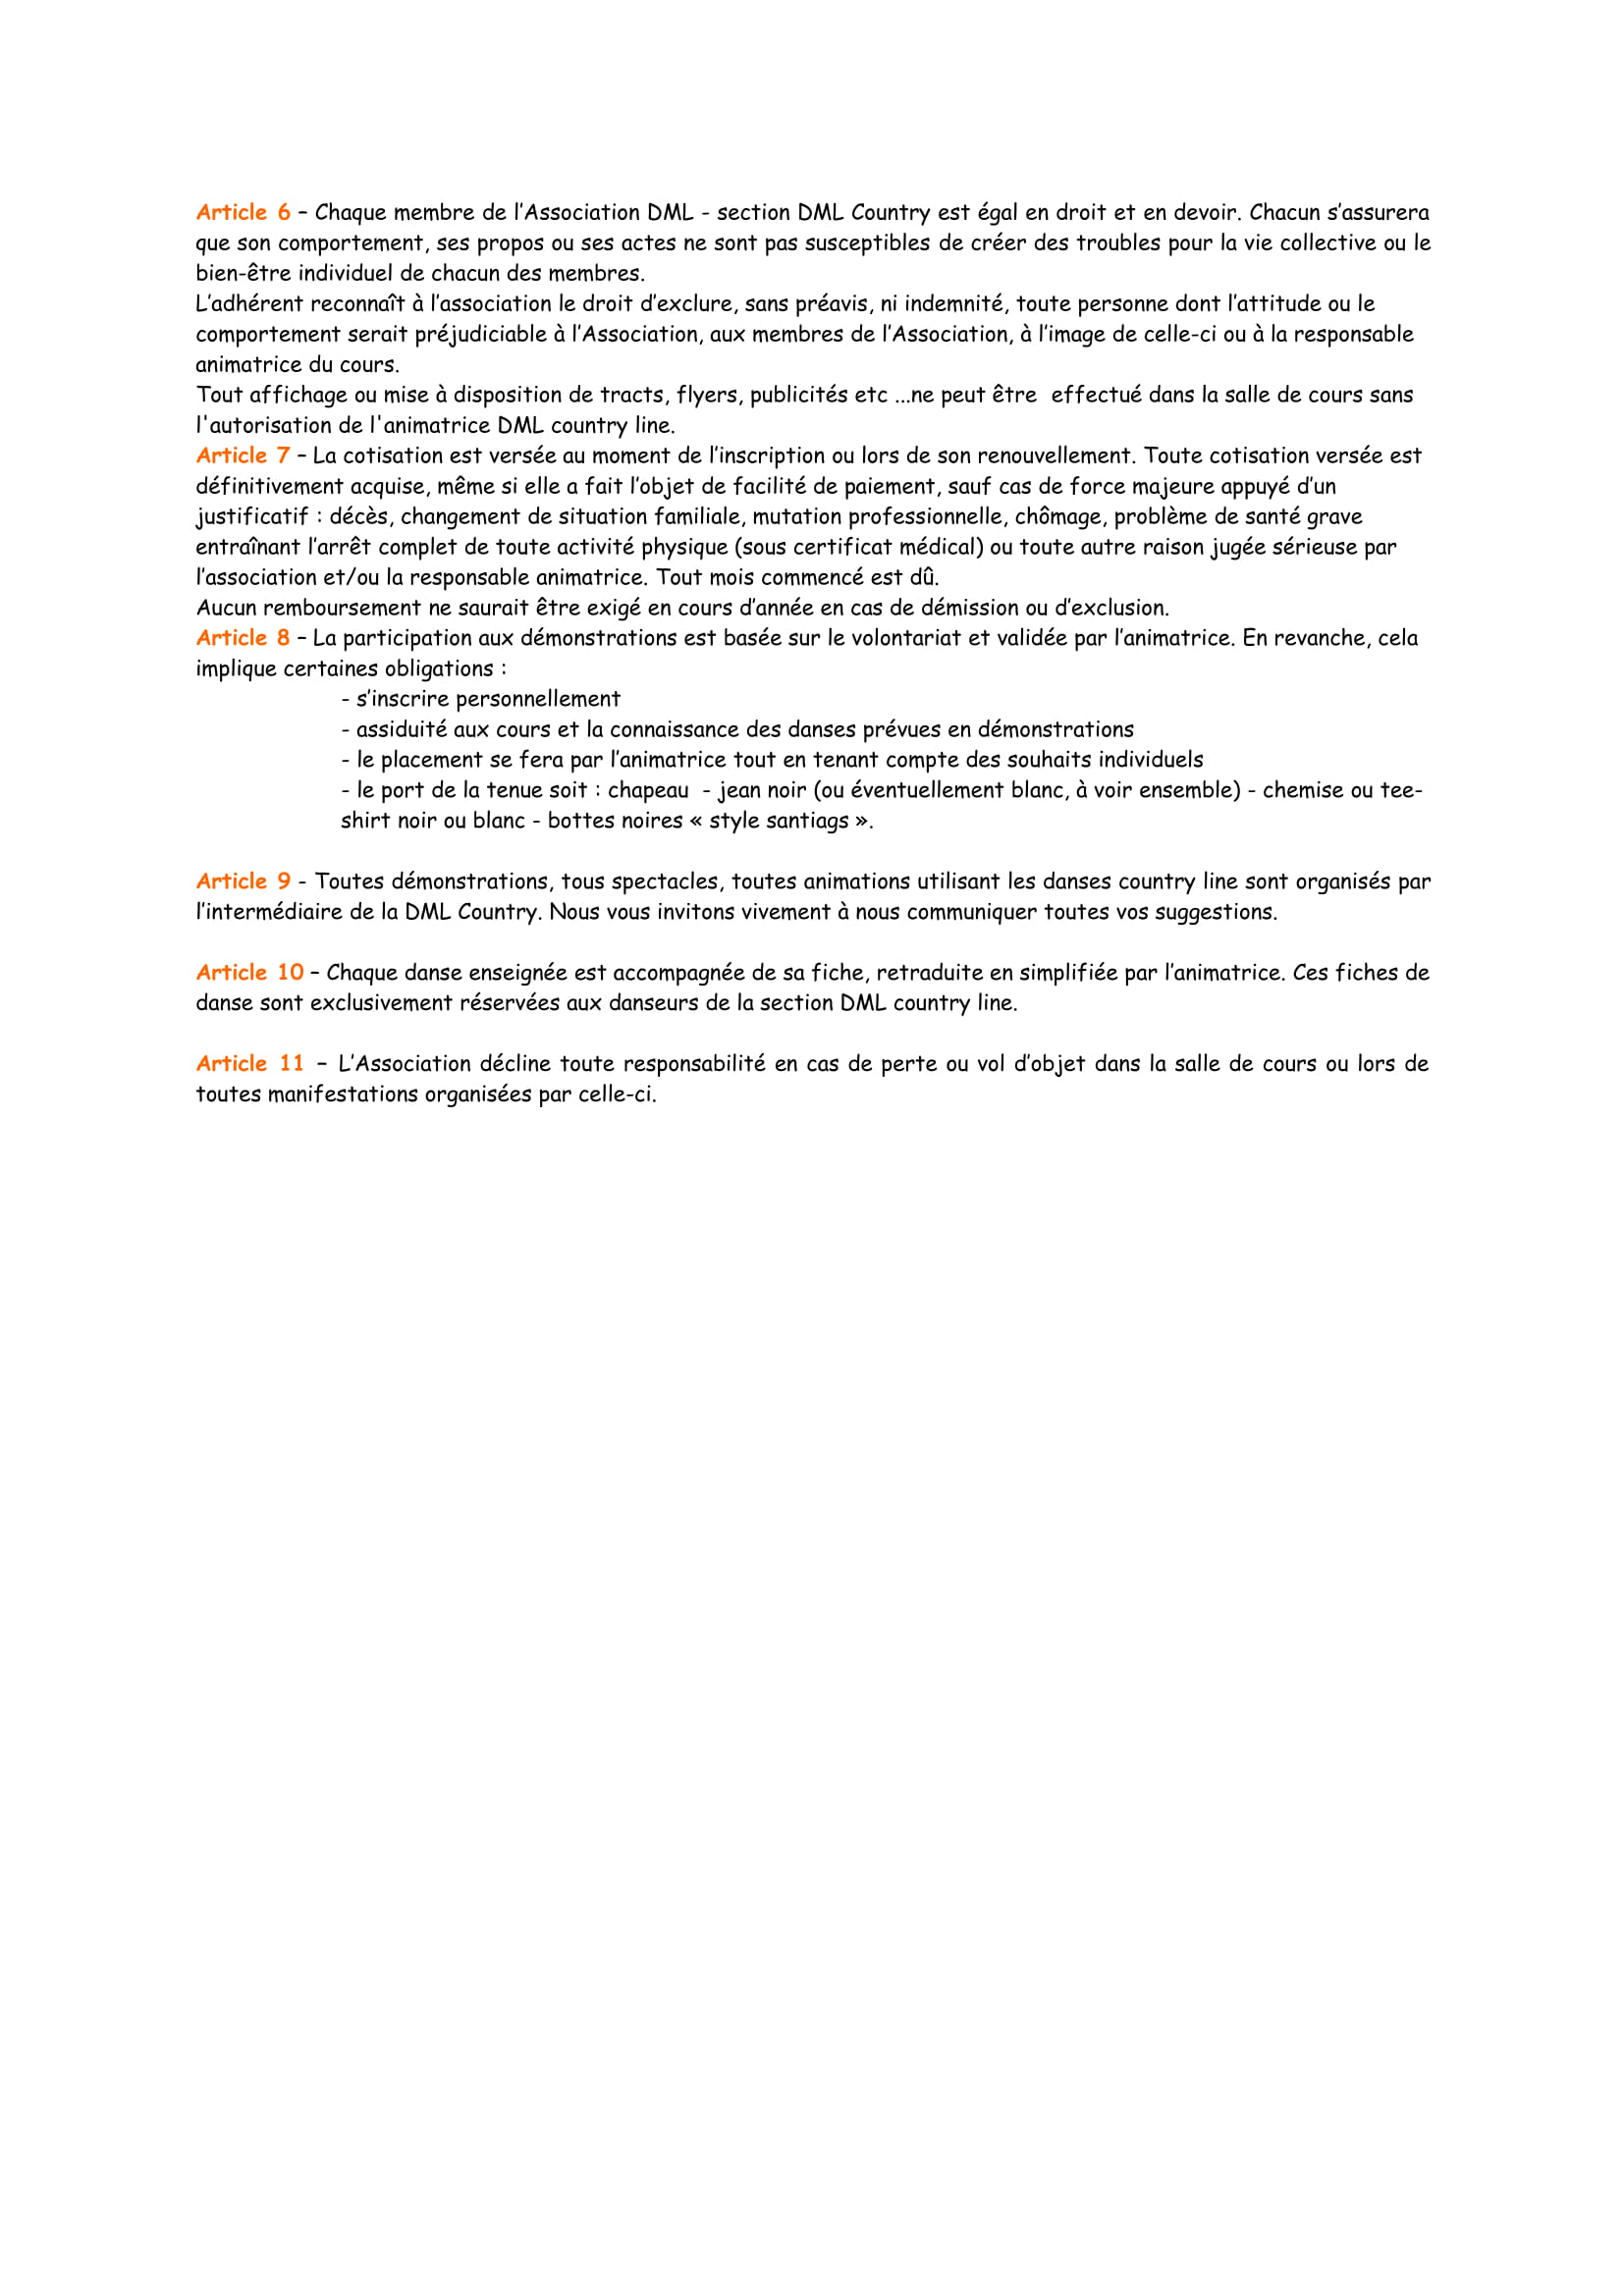 Article 6 – Chaque membre de l’Association DML - section DML Country est égal en droit et en devoir. Chacun s’assurera
que son comportement, ses propos ou ses actes ne sont pas susceptibles de créer des troubles pour la vie collective ou le
bien-être individuel de chacun des membres.
L’adhérent reconnaît à l’association le droit d’exclure, sans préavis, ni indemnité, toute personne dont l’attitude ou le
comportement serait préjudiciable à l’Association, aux membres de l’Association, à l’image de celle-ci ou à la responsable
animatrice du cours.
Tout affichage ou mise à disposition de tracts, flyers, publicités etc ...ne peut être  effectué dans la salle de cours sans
l'autorisation de l'animatrice DML country line.
Article 7 – La cotisation est versée au moment de l’inscription ou lors de son renouvellement. Toute cotisation versée est
définitivement acquise, même si elle a fait l’objet de facilité de paiement, sauf cas de force majeure appuyé d’un
justificatif : décès, changement de situation familiale, mutation professionnelle, chômage, problème de santé grave
entraînant l’arrêt complet de toute activité physique (sous certificat médical) ou toute autre raison jugée sérieuse par
l’association et/ou la responsable animatrice. Tout mois commencé est dû.
Aucun remboursement ne saurait être exigé en cours d’année en cas de démission ou d’exclusion.
Article 8 – La participation aux démonstrations est basée sur le volontariat et validée par l’animatrice. En revanche, cela
implique certaines obligations :
- s’inscrire personnellement
- assiduité aux cours et la connaissance des danses prévues en démonstrations
- le placement se fera par l’animatrice tout en tenant compte des souhaits individuels
- le port de la tenue soit : chapeau  - jean noir (ou éventuellement blanc, à voir ensemble) - chemise ou tee-
shirt noir ou blanc - bottes noires « style santiags ».
Article 9 - Toutes démonstrations, tous spectacles, toutes animations utilisant les danses country line sont organisés par
l’intermédiaire de la DML Country. Nous vous invitons vivement à nous communiquer toutes vos suggestions.
Article 10 – Chaque danse enseignée est accompagnée de sa fiche, retraduite en simplifiée par l’animatrice. Ces fiches de
danse sont exclusivement réservées aux danseurs de la section DML country line.
Article 11 – L’Association décline toute responsabilité en cas de perte ou vol d’objet dans la salle de cours ou lors de
toutes manifestations organisées par celle-ci.